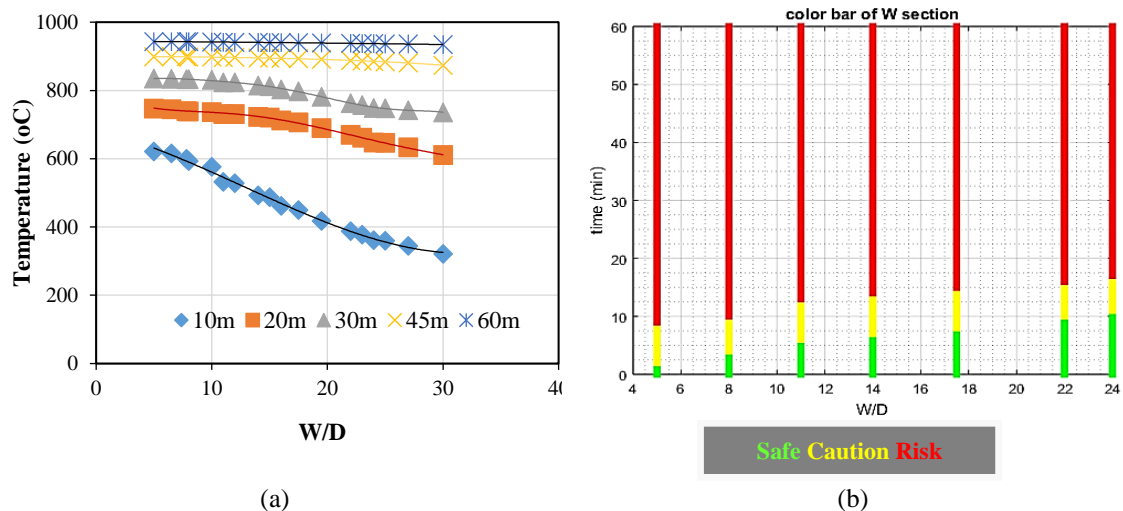 1000
800
600
400
200
0
Temperature (oC)
10m 20m 30m 45m 60m
0 10 20 30 40
W/D
(a)
color bar of W section
60
50
40
30
20
10
0
time (min)
4 6 8 10 12 14 16 18 20 22 24
W/D
Safe Caution Risk
(b)